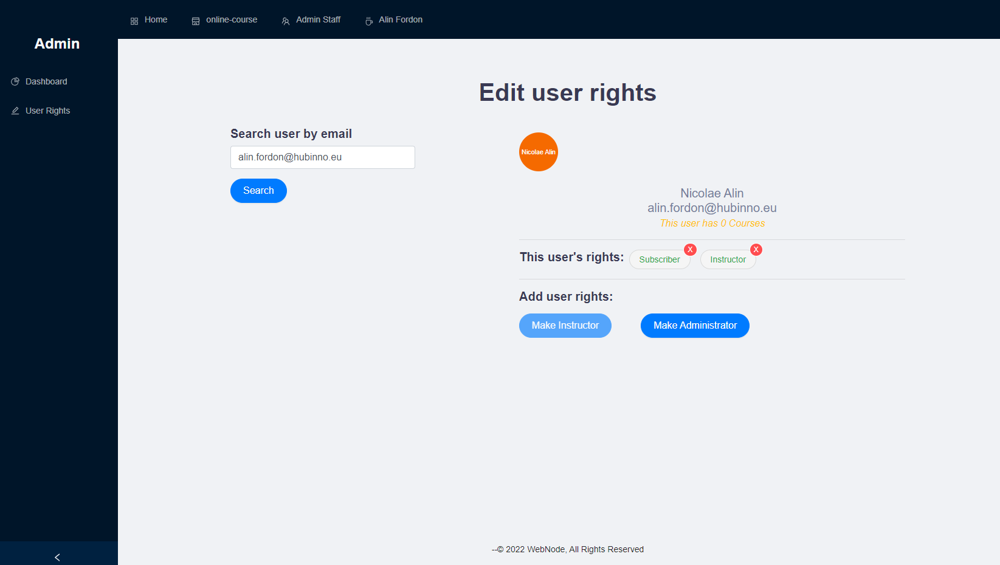 Home
online-course
Admin Staff
Alin Fordon
Admin
Dashboard
User Rights
Edit user rights
Search user by email
alin.fordon@hubinno.eu
Search
Nicolae Alin
Nicolae Alin
alin.fordon@hubinno.eu
This user has 0 Courses
This user's rights: Subscriber X Instructor X
Add user rights:
Make Instructor
Make Administrator
--© 2022 WebNode, All Rights Reserved